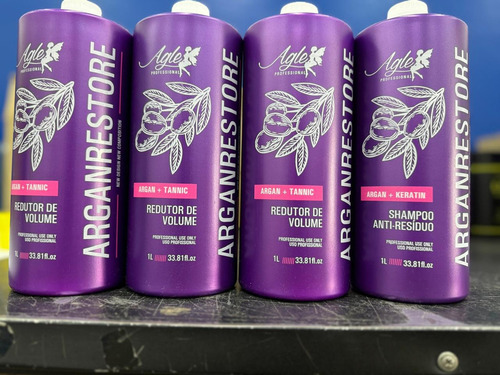 Agle
PROFESSIONAL
ARGAN + TANNIC
REDUTOR DE
VOLUME
PROFESSIONAL USE ONLY
USO PROFISSIONAL
1L 33.81fl.oz
ARGANRESTORE
NEW DESIGN NEW COMPOSITION
Agle
PROFESSIONAL
ARGAN + TANNIC
REDUTOR DE
VOLUME
PROFESSIONAL USE ONLY
USO PROFISSIONAL
1L 33.81fl.oz
ARGANRESTORE
Agle
PROFESSIONAL
ARGAN + TANNIC
REDUTOR DE
VOLUME
PROFESSIONAL USE ONLY
USO PROFISSIONAL
1L 33.81fl.oz
ARGANRESTORE
Agle
PROFESSIONAL
ARGAN + KERATIN
SHAMPOO
ANTI-RESÍDUO
PROFESSIONAL USE ONLY
USO PROFISSIONAL
1L 33.81fl.oz
ARGANRESTORE